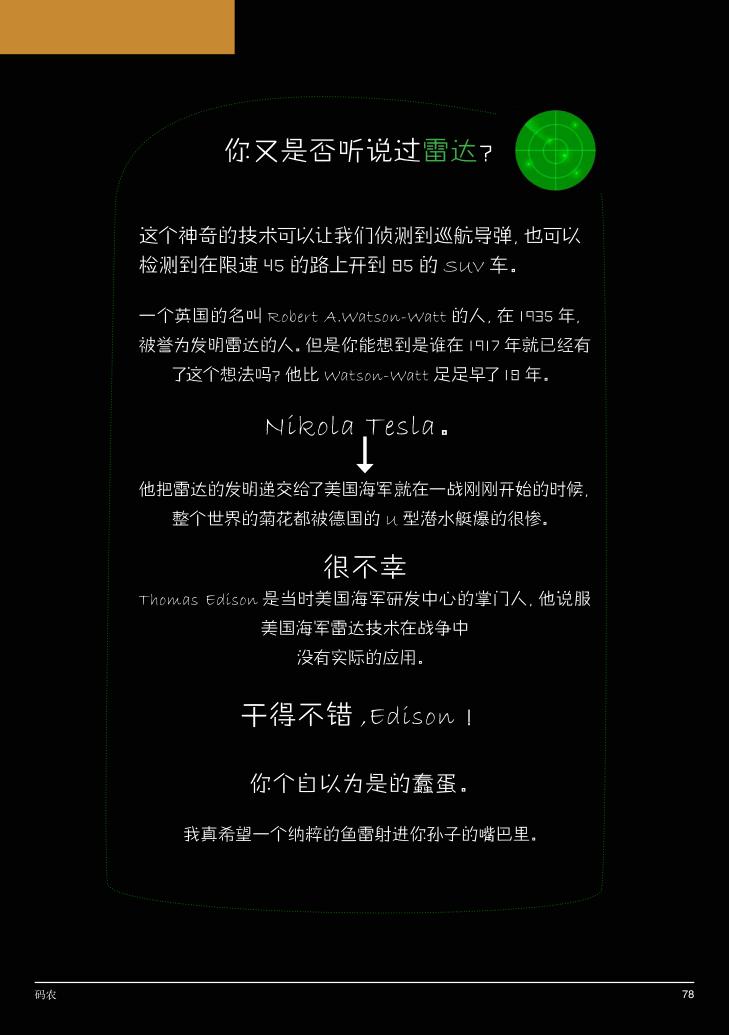 你又是否听说过雷达?
这个神奇的技术可以让我们侦测到巡航导弹, 也可以
检测到在限速 45 的路上开到 85 的 SUV 车。
一个英国的名叫 Robert A.Watson-Watt 的人, 在 1935 年,
被誉为发明雷达的人。但是你能想到是谁在 1917 年就已经有
了这个想法吗? 他比 Watson-Watt 足足早了 18 年。
Nikola Tesla。
他把雷达的发明递交给了美国海军就在一战刚刚开始的时候,
整个世界的菊花都被德国的 U 型潜水艇爆的很惨。
很不幸
Thomas Edison 是当时美国海军研发中心的掌门人, 他说服
美国海军雷达技术在战争中
没有实际的应用。
干得不错 ,Edison !
你个自以为是的蠢蛋。
我真希望一个纳粹的鱼雷射进你孙子的嘴巴里。
码农
78